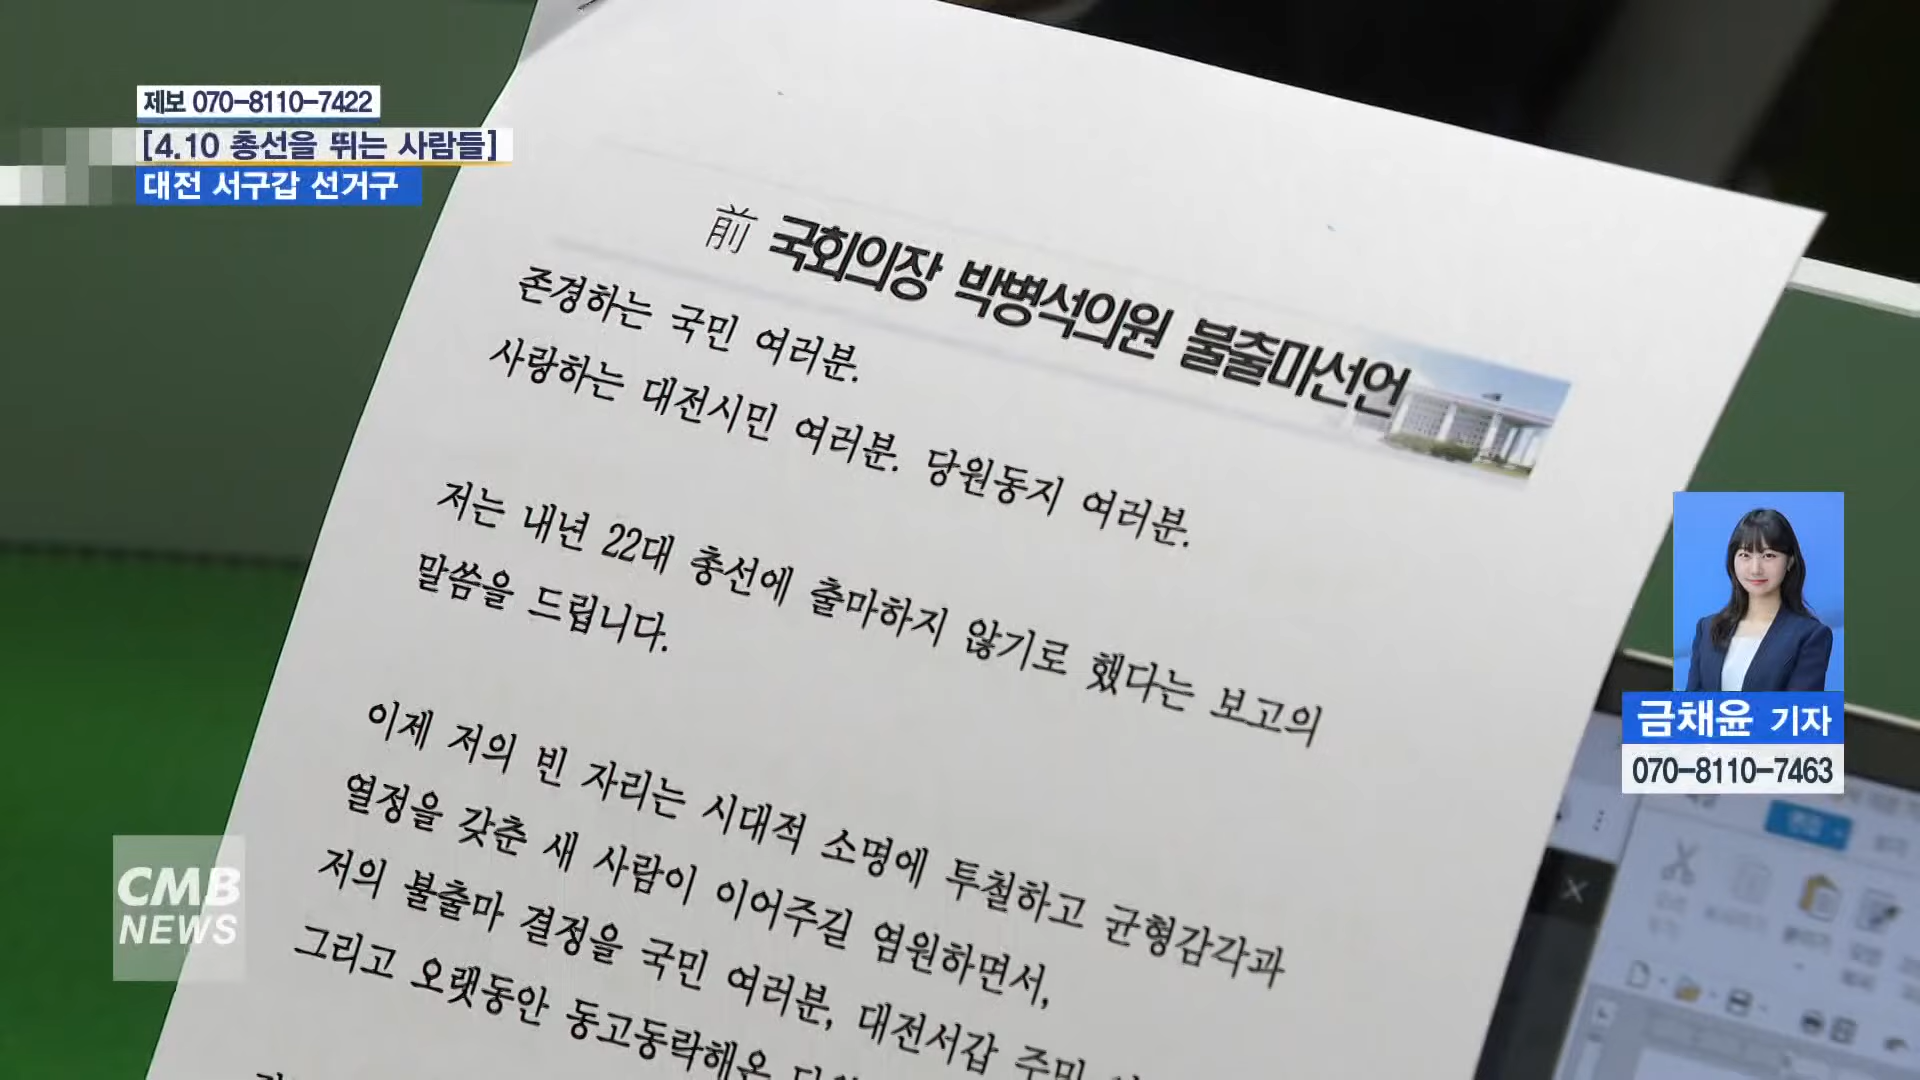 제보 070-8110-7422
[4.10 총선을 뛰는 사람들]
대전 서구갑 선거구
前 국회의장 박병석의원 불출마선언
존경하는 국민 여러분.
사랑하는 대전시민 여러분. 당원동지 여러분.
저는 내년 22대 총선에 출마하지 않기로 했다는 보고의
말씀을 드립니다.
이제 저의 빈 자리는 시대적 소명에 투철하고 균형감각과
열정을 갖춘 새 사람이 이어주길 염원하면서,
저의 불출마 결정을 국민 여러분, 대전서갑 주민
그리고 오랫동안 동고동락해온
금채윤 기자
070-8110-7463
CMB
NEWS